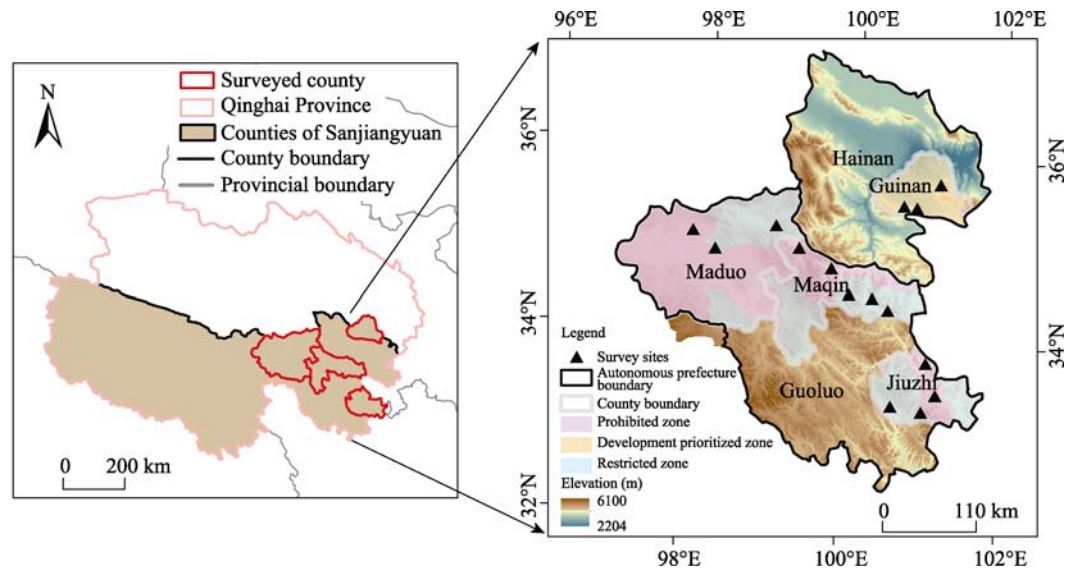 N
Surveyed county
Qinghai Province
Counties of Sanjiangyuan
County boundary
Provincial boundary
0 200 km
96°E 98°E 100°E 102°E
36°N
34°N
32°N
Hainan
Guinan
Maduo
Maqin
Guoluo
Jiuzhi
Legend
Survey sites
Autonomous prefecture
boundary
County boundary
Prohibited zone
Development prioritized zone
Restricted zone
Elevation (m)
6100
2204
0 110 km
36°N
34°N
98°E 100°E 102°E